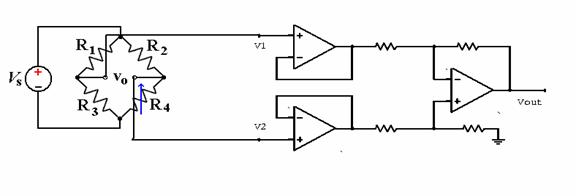 R1 R2 V1
Vs + − vo
R3 R4 V2
+ −
− +
− +
Vout